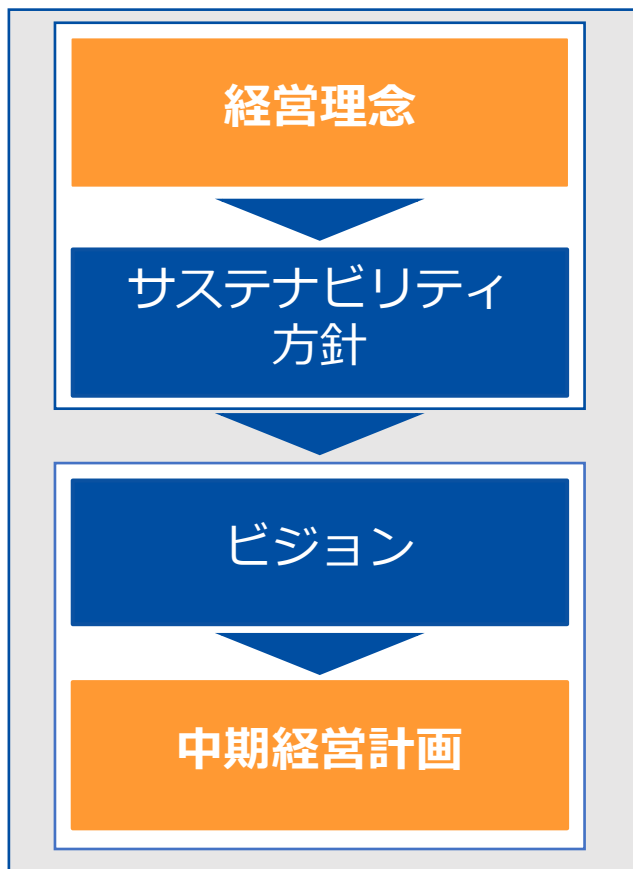 経営理念
サステナビリティ
方針
ビジョン
中期経営計画